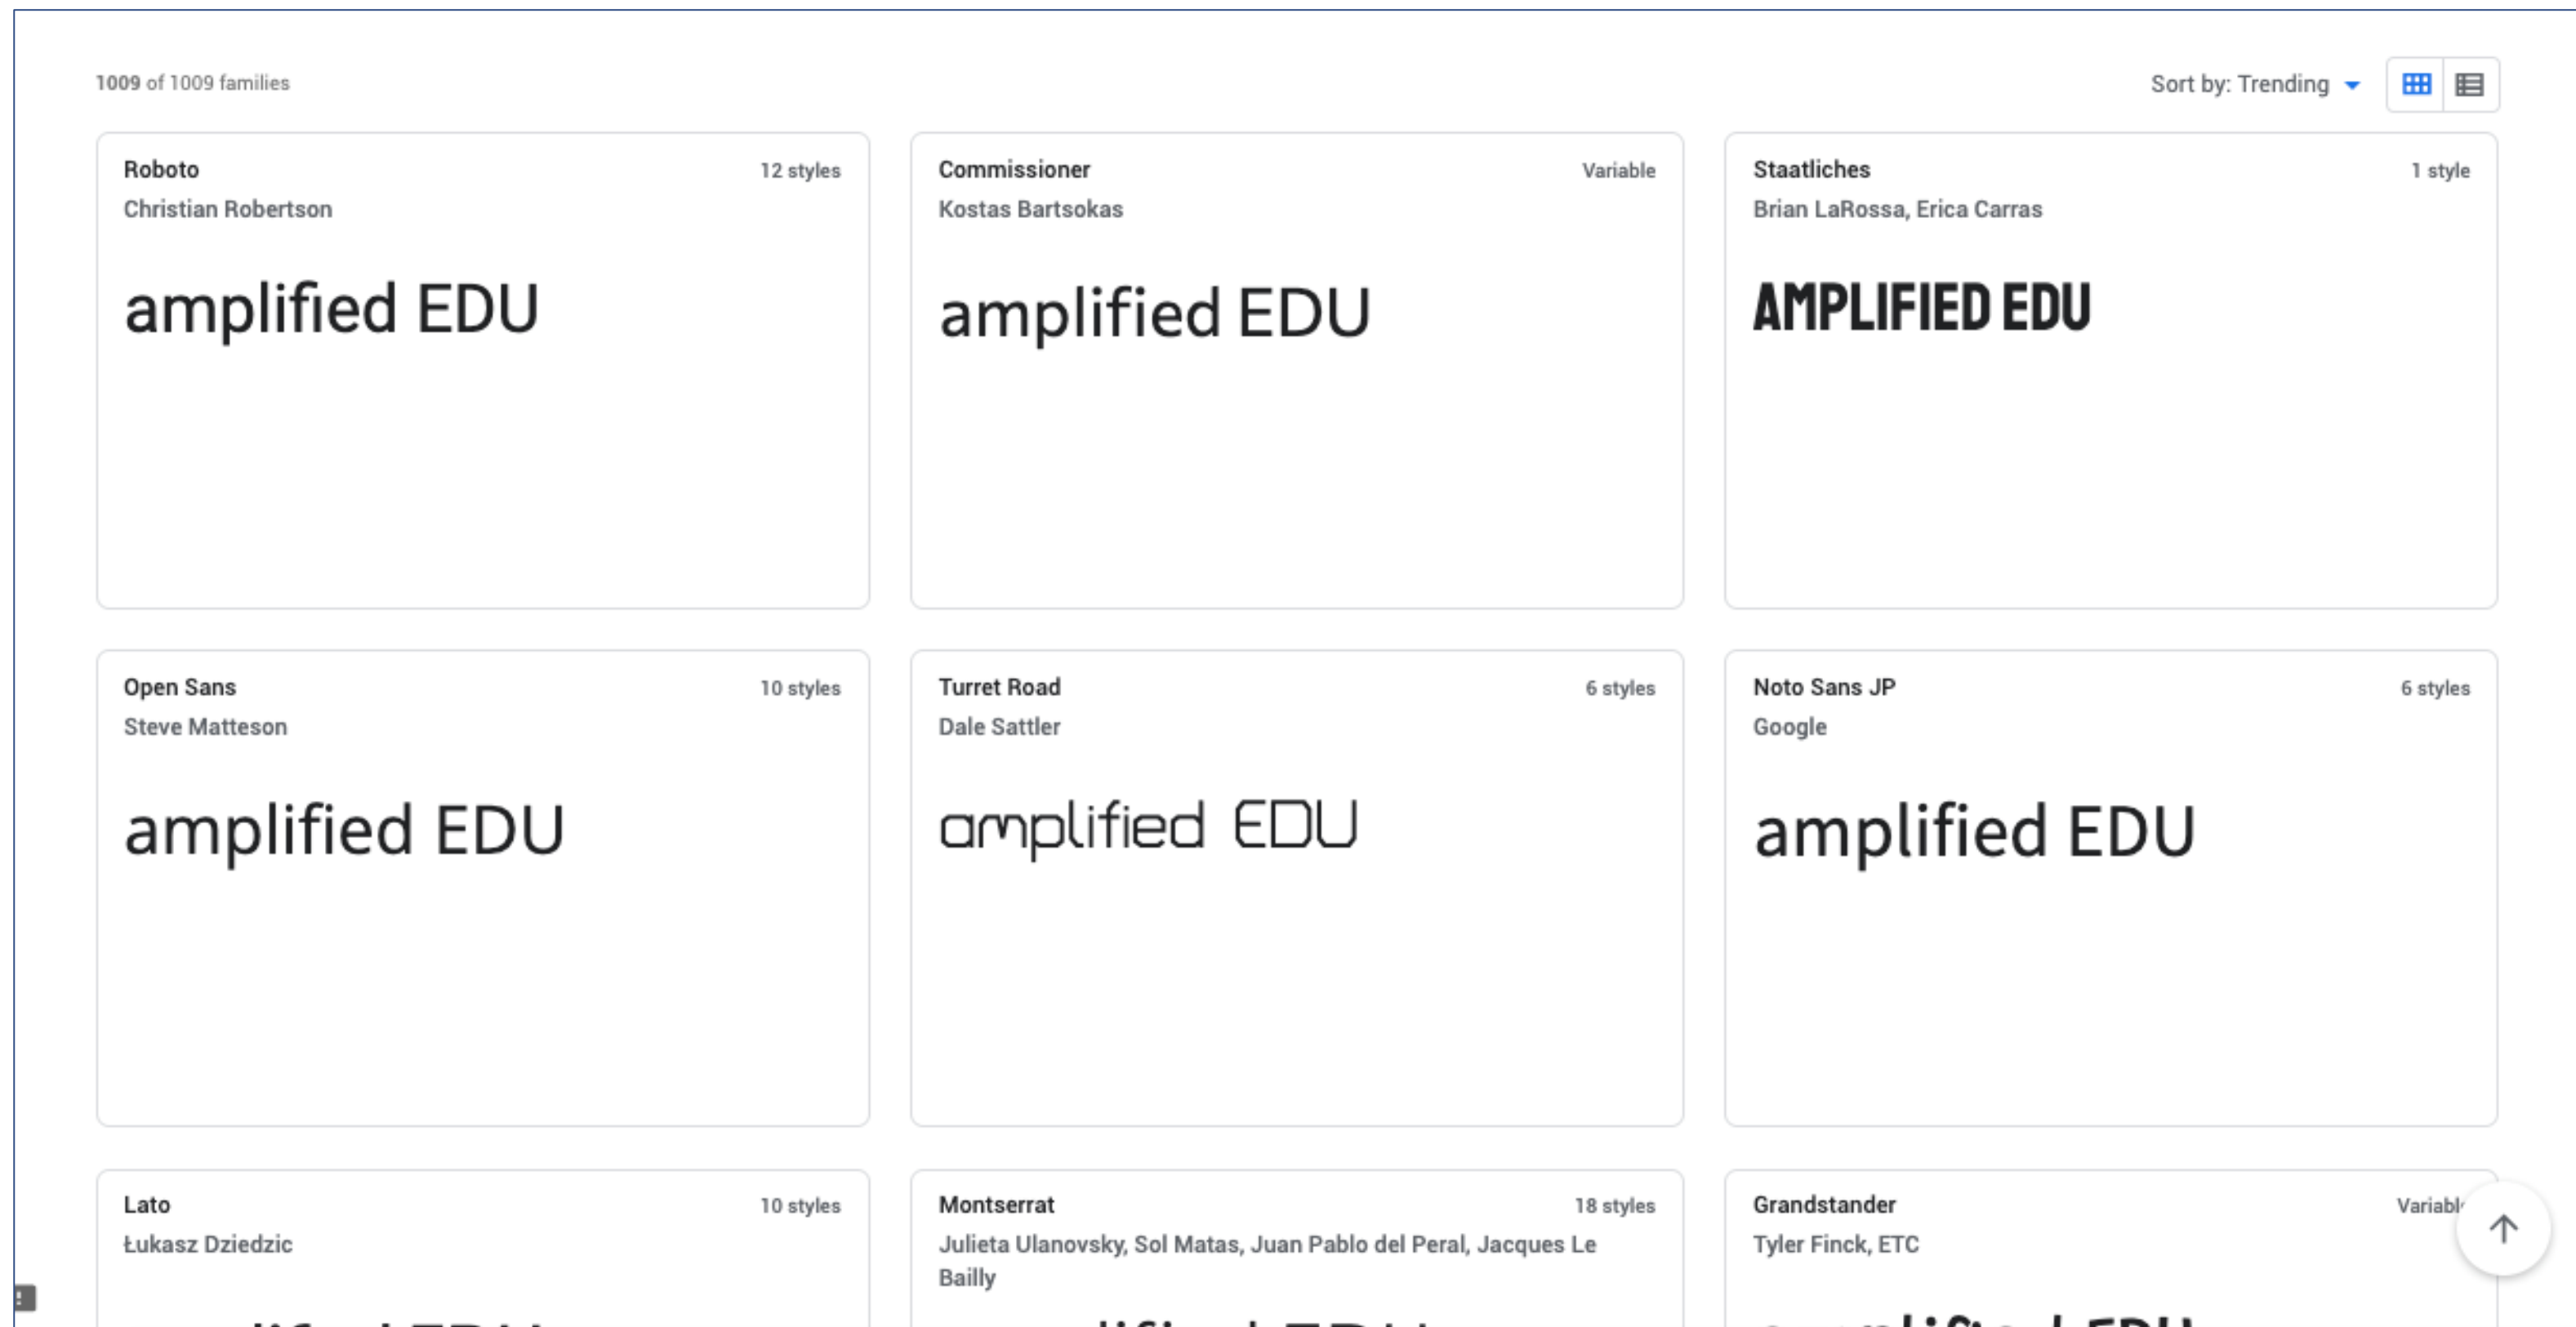 1009 of 1009 families
Sort by: Trending
Roboto
12 styles
Christian Robertson
amplified EDU
Commissioner
Variable
Kostas Bartsokas
amplified EDU
Staatliches
1 style
Brian LaRossa, Erica Carras
AMPLIFIED EDU
Open Sans
10 styles
Steve Matteson
amplified EDU
Turret Road
6 styles
Dale Sattler
amplified EDU
Noto Sans JP
6 styles
Google
amplified EDU
Lato
10 styles
Łukasz Dziedzic
Montserrat
18 styles
Julieta Ulanovsky, Sol Matas, Juan Pablo del Peral, Jacques Le
Bailly
Grandstander
Tyler Finck, ETC